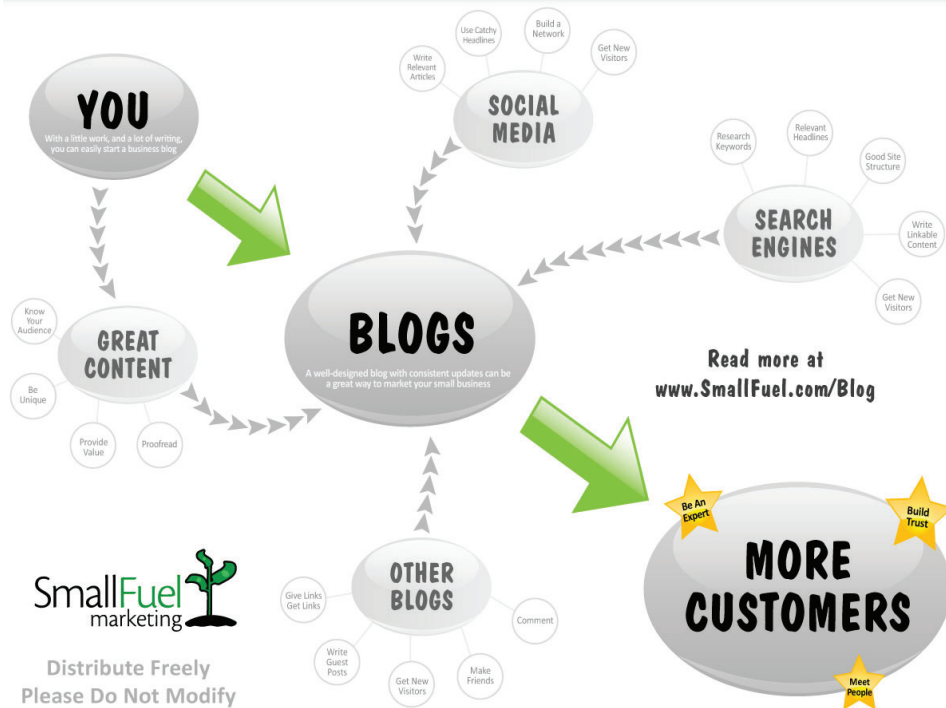 YOU
With a little work, and a lot of writing,
you can easily start a business blog
Write
Relevant
Articles
Use Catchy
Headlines
Build a
Network
Get New
Visitors
SOCIAL
MEDIA
Research
Keywords
Relevant
Headlines
Good Site
Structure
Write
Linkable
Content
Get New
Visitors
SEARCH
ENGINES
Know
Your
Audience
Be
Unique
Provide
Value
Proofread
GREAT
CONTENT
BLOGS
A well-designed blog with consistent updates can be
a great way to market your small business
Read more at
www.SmallFuel.com/Blog
Give Links
Get Links
Write
Guest
Posts
Get New
Visitors
Make
Friends
Comment
OTHER
BLOGS
Be An
Expert
Build
Trust
MORE
CUSTOMERS
Meet
People
SmallFuel
marketing
Distribute Freely
Please Do Not Modify